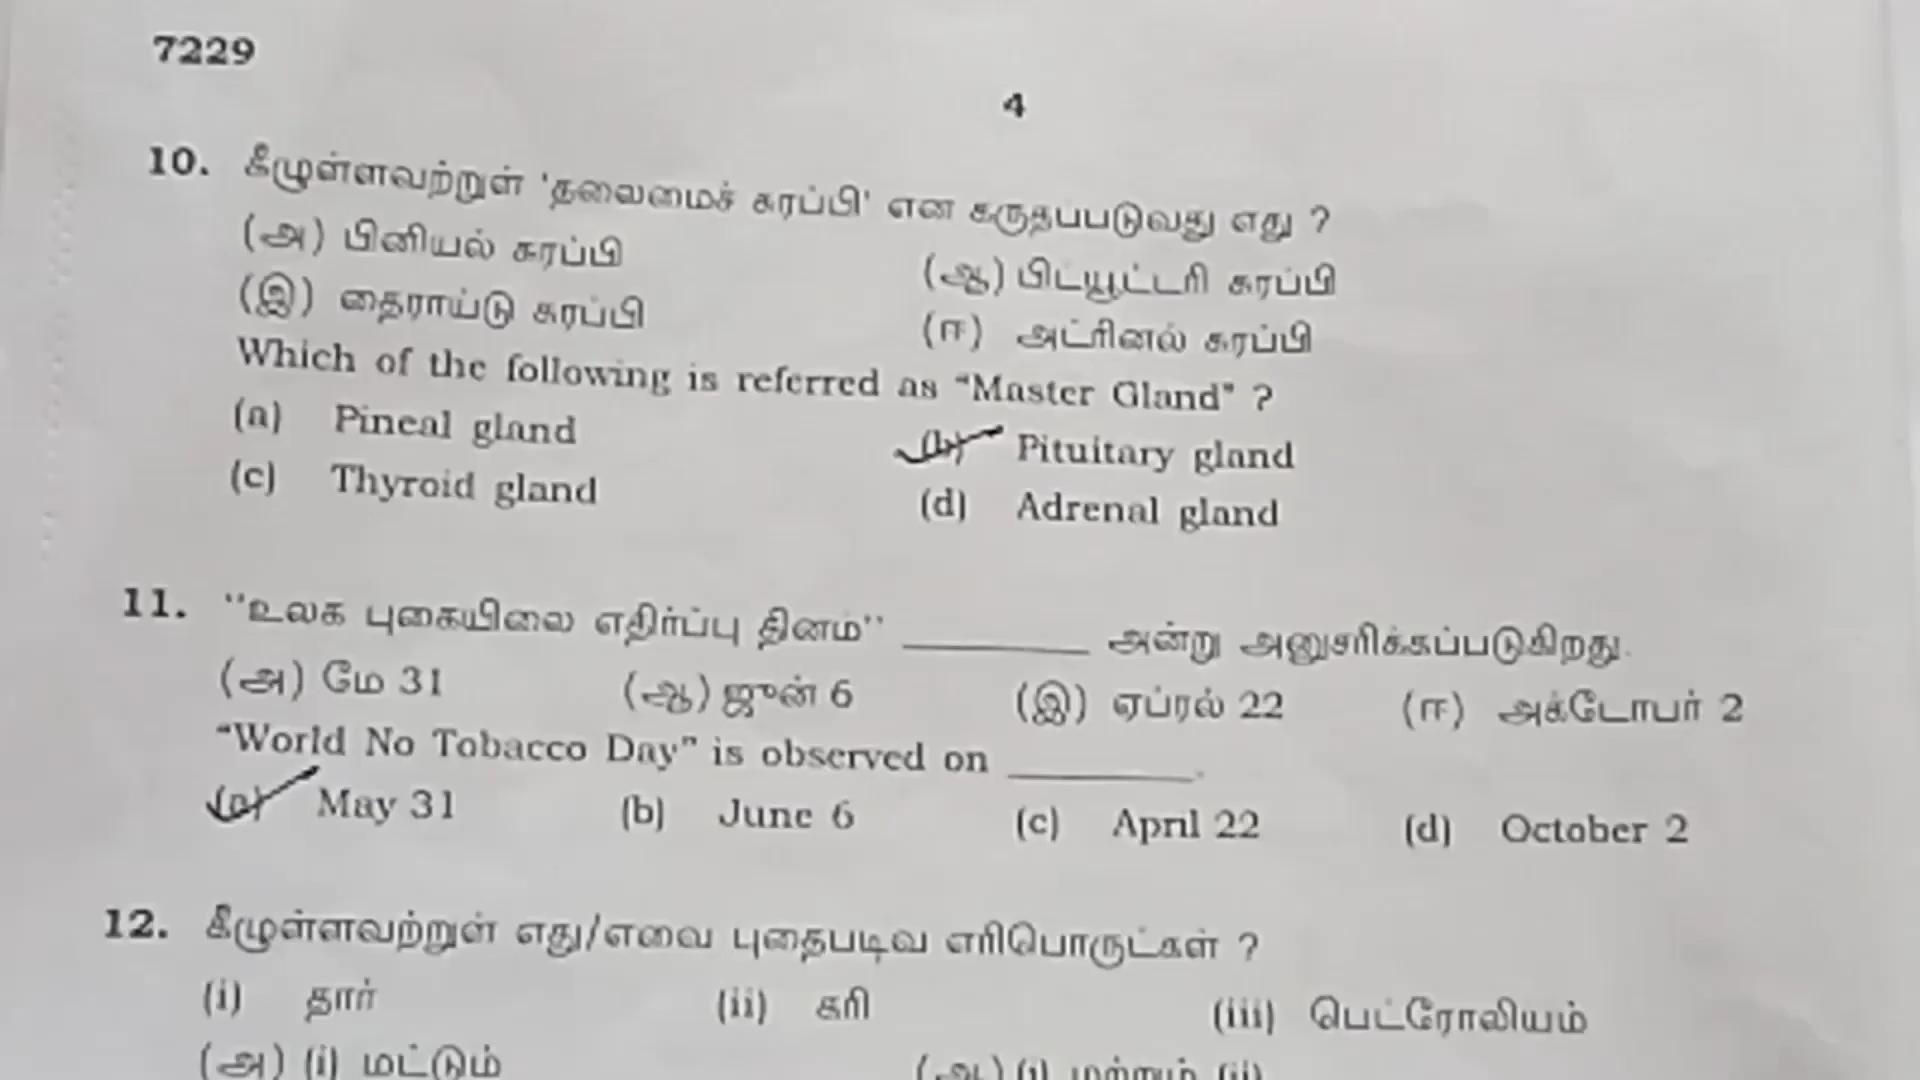 7229
4
10. கீழுள்ளவற்றுள் 'தலைமைச் சுரப்பி' என கருதப்படுவது எது ?
(அ) பினியல் சுரப்பி (ஆ) பிட்யூட்டரி சுரப்பி
(இ) தைராய்டு சுரப்பி (ஈ) அட்ரினல் சுரப்பி
Which of the following is referred as "Master Gland" ?
(a) Pineal gland (b) Pituitary gland
(c) Thyroid gland (d) Adrenal gland
11. "உலக புகையிலை எதிர்ப்பு தினம்" ________ அன்று அனுசரிக்கப்படுகிறது.
(அ) மே 31 (ஆ) ஜுன் 6 (இ) ஏப்ரல் 22 (ஈ) அக்டோபர் 2
"World No Tobacco Day" is observed on ________.
(a) May 31 (b) June 6 (c) April 22 (d) October 2
12. கீழுள்ளவற்றுள் எது/எவை புதைபடிவ எரிபொருட்கள் ?
(i) தார் (ii) கரி (iii) பெட்ரோலியம்
(அ) (i) மட்டும் (ஆ) (i) மற்றும் (ii)